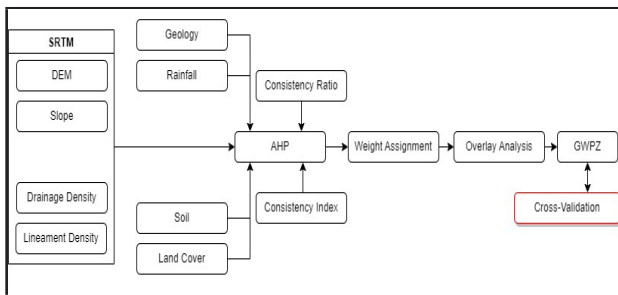 SRTM
DEM
Slope
Drainage Density
Lineament Density
Geology
Rainfall
Soil
Land Cover
Consistency Ratio
AHP
Consistency Index
Weight Assignment
Overlay Analysis
GWPZ
Cross-Validation